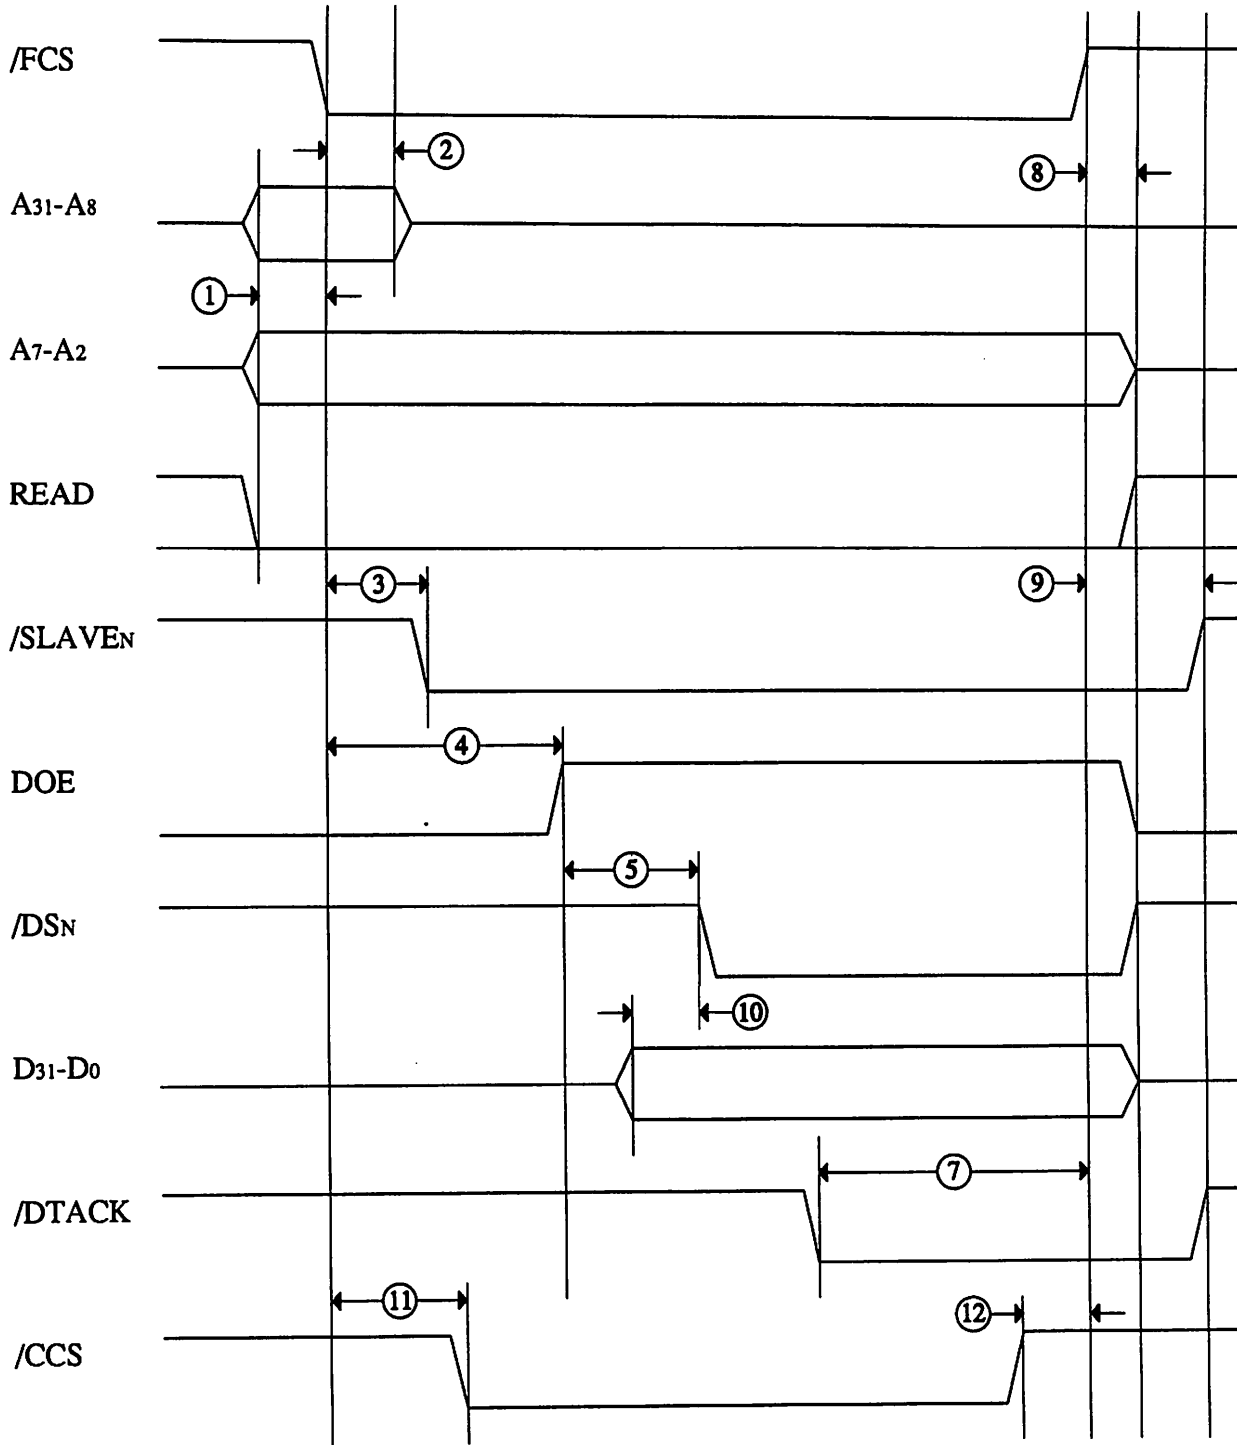 /FCS
②
⑧
A31-A8
①
A7-A2
READ
③
⑨
/SLAVEN
④
DOE
⑤
/DSN
⑩
D31-D0
⑦
/DTACK
⑪
⑫
/CCS